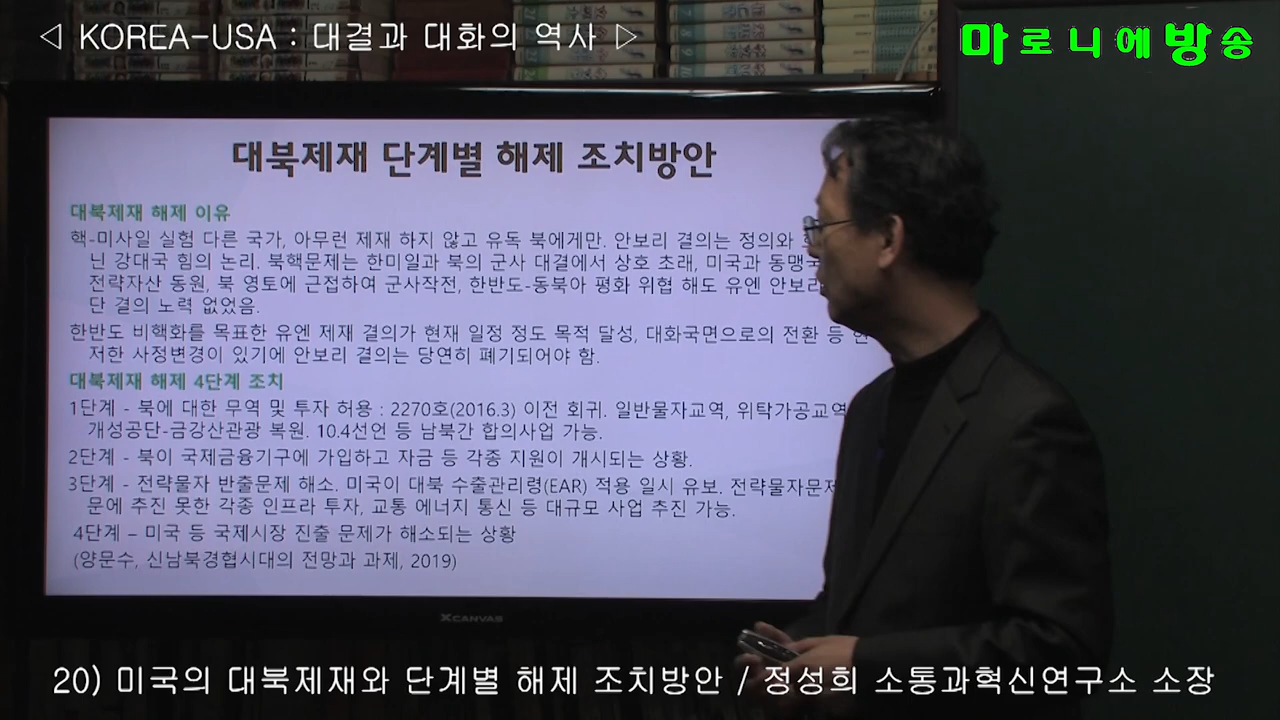 ◁ KOREA-USA : 대결과 대화의 역사 ▷
마로니에방송
대북제재 단계별 해제 조치방안
대북제재 해제 이유
핵-미사일 실험 다른 국가, 아무런 제재 하지 않고 유독 북에게만. 안보리 결의는 정의와
닌 강대국 힘의 논리. 북핵문제는 한미일과 북의 군사 대결에서 상호 초래, 미국과
전략자산 동원, 북 영토에 근접하여 군사작전, 한반도-동북아 평화 위협 해도 유엔 안보리
단 결의 노력 없었음.
한반도 비핵화를 목표한 유엔 제재 결의가 현재 일정 정도 목적 달성, 대화국면으로의 전환 등 현
저한 사정변경이 있기에 안보리 결의는 당연히 폐기되어야 함.
대북제재 해제 4단계 조치
1단계 - 북에 대한 무역 및 투자 허용 : 2270호(2016.3) 이전 회귀. 일반물자교역, 위탁가공교역
개성공단-금강산관광 복원. 10.4선언 등 남북간 합의사업 가능.
2단계 - 북이 국제금융기구에 가입하고 자금 등 각종 지원이 개시되는 상황.
3단계 - 전략물자 반출문제 해소. 미국이 대북 수출관리령(EAR) 적용 일시 유보. 전략물자문제
문에 추진 못한 각종 인프라 투자, 교통 에너지 통신 등 대규모 사업 추진 가능.
4단계 – 미국 등 국제시장 진출 문제가 해소되는 상황
(양문수, 신남북경협시대의 전망과 과제, 2019)
XCANVAS
20) 미국의 대북제재와 단계별 해제 조치방안 / 정성희 소통과혁신연구소 소장